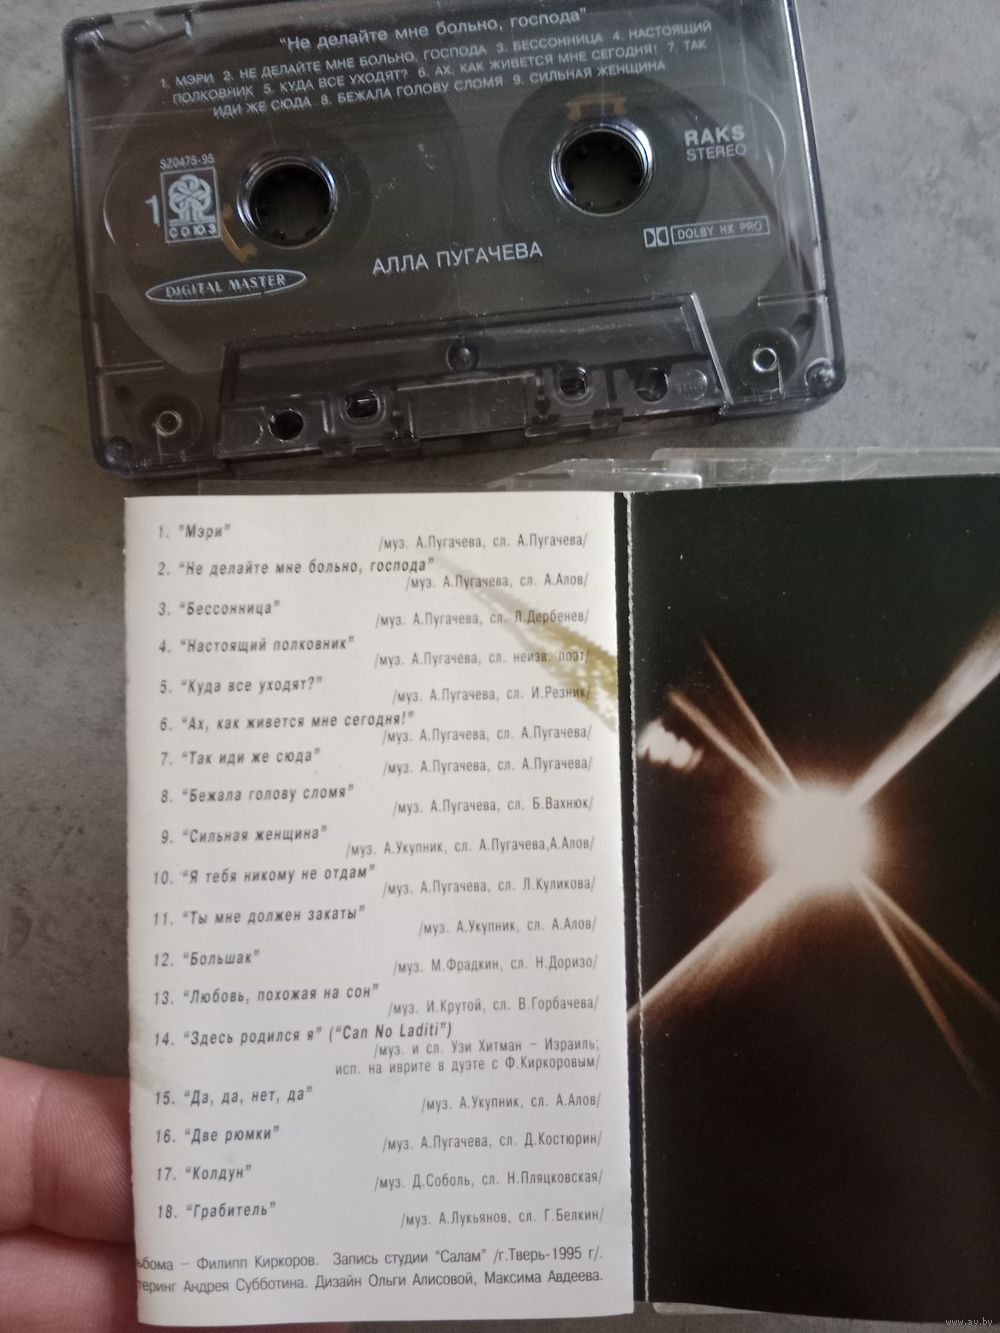 "Не делайте мне больно, господа"
1. МЭРИ 2. НЕ ДЕЛАЙТЕ МНЕ БОЛЬНО, ГОСПОДА 3. БЕССОННИЦА 4. НАСТОЯЩИЙ
ПОЛКОВНИК 5. КУДА ВСЕ УХОДЯТ? 6. АХ, КАК ЖИВЕТСЯ МНЕ СЕГОДНЯ! 7. ТАК
ИДИ ЖЕ СЮДА 8. БЕЖАЛА ГОЛОВУ СЛОМЯ 9. СИЛЬНАЯ ЖЕНЩИНА
SZ0475-95
1
СОЮЗ
RAKS
STEREO
DOLBY HX PRO
АЛЛА ПУГАЧЕВА
DIGITAL MASTER
1. "Мэри"
/муз. А.Пугачева, сл. А.Пугачева/
2. "Не делайте мне больно, господа"
/муз. А.Пугачева, сл. А.Алов/
3. "Бессонница"
/муз. А.Пугачева, сл. Л.Дербенев/
4. "Настоящий полковник"
/муз. А.Пугачева, сл. неизв. поэт/
5. "Куда все уходят?"
/муз. А.Пугачева, сл. И.Резник/
6. "Ах, как живется мне сегодня!"
/муз. А.Пугачева, сл. А.Пугачева/
7. "Так иди же сюда"
/муз. А.Пугачева, сл. А.Пугачева/
8. "Бежала голову сломя"
/муз. А.Пугачева, сл. Б.Вахнюк/
9. "Сильная женщина"
/муз. А.Укупник, сл. А.Пугачева,А.Алов/
10. "Я тебя никому не отдам"
/муз. А.Пугачева, сл. Л.Куликова/
11. "Ты мне должен закаты"
/муз. А.Укупник, сл. А.Алов/
12. "Большак"
/муз. М.Фрадкин, сл. Н.Доризо/
13. "Любовь, похожая на сон"
/муз. И.Крутой, сл. В.Горбачева/
14. "Здесь родился я" ("Can No Laditi")
/муз. и сл. Узи Хитман – Израиль;
исп. на иврите в дуэте с Ф.Киркоровым/
15. "Да, да, нет, да"
/муз. А.Укупник, сл. А.Алов/
16. "Две рюмки"
/муз. А.Пугачева, сл. Д.Костюрин/
17. "Колдун"
/муз. Д.Соболь, сл. Н.Пляцковская/
18. "Грабитель"
/муз. А.Лукьянов, сл. Г.Белкин/
ьбома – Филипп Киркоров. Запись студии "Салам" /г.Тверь-1995 г/.
теринг Андрея Субботина. Дизайн Ольги Алисовой, Максима Авдеева.
www.ay.by